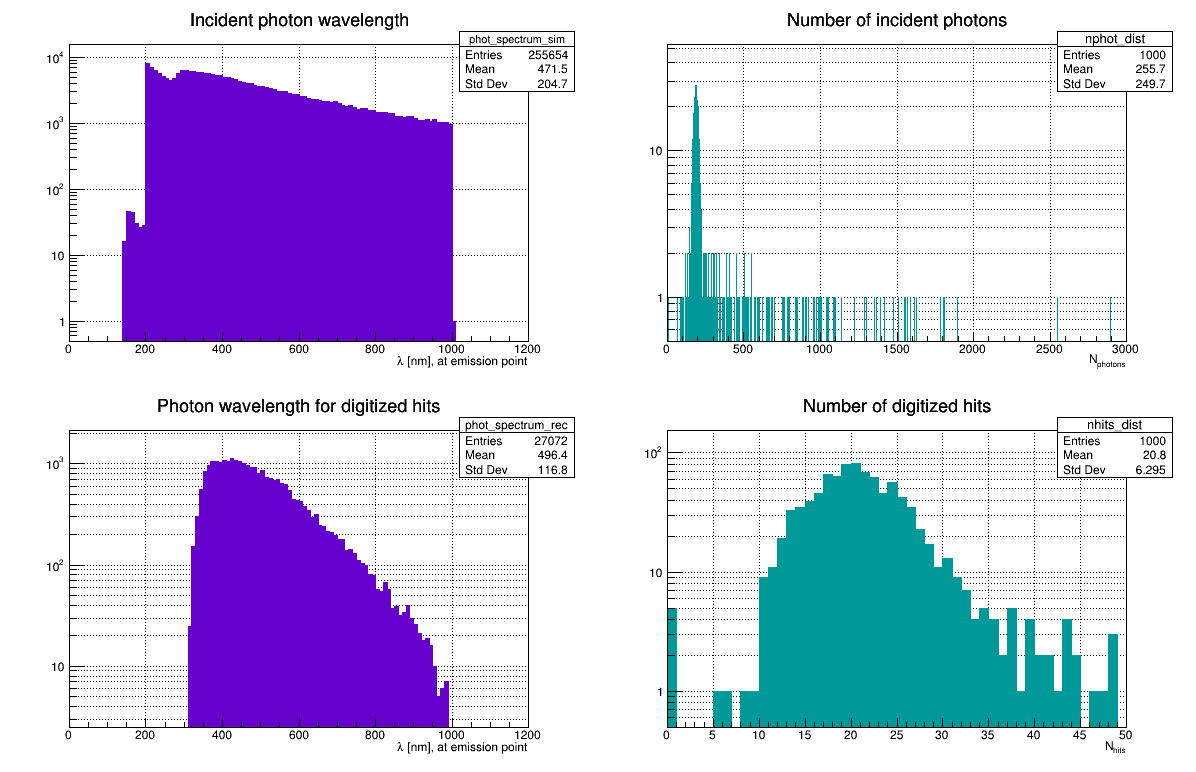 Incident photon wavelength
phot_spectrum_sim
Entries 255654
Mean 471.5
Std Dev 204.7
10^4
10^3
10^2
10
1
0 200 400 600 800 1000 1200
λ [nm], at emission point
Number of incident photons
nphot_dist
Entries 1000
Mean 255.7
Std Dev 249.7
10
1
0 500 1000 1500 2000 2500 3000
N_photons
Photon wavelength for digitized hits
phot_spectrum_rec
Entries 27072
Mean 496.4
Std Dev 116.8
10^3
10^2
10
0 200 400 600 800 1000 1200
λ [nm], at emission point
Number of digitized hits
nhits_dist
Entries 1000
Mean 20.8
Std Dev 6.295
10^2
10
1
0 5 10 15 20 25 30 35 40 45 50
N_hits